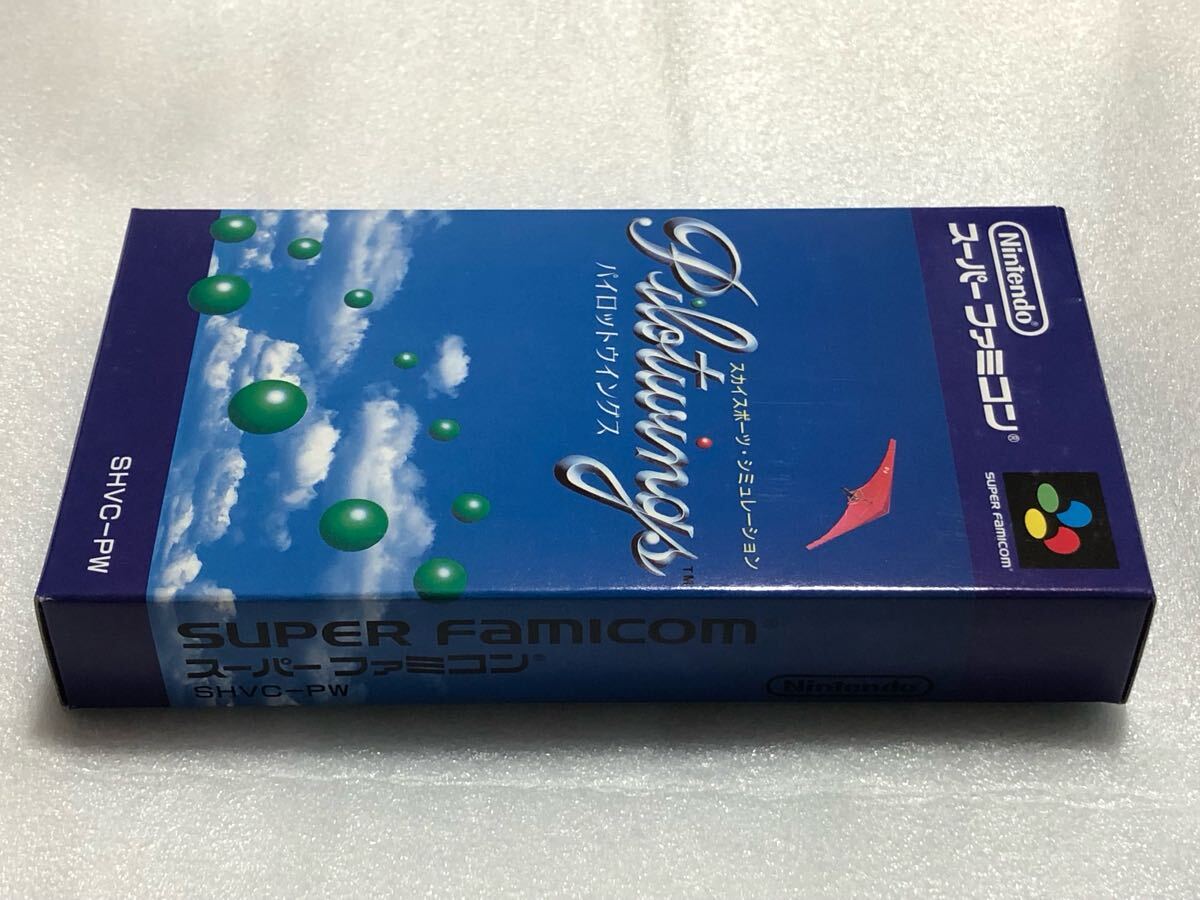 Nintendo®
スーパーファミコン®
SUPER FAMICOM®
スカイスポーツ・シミュレーション
Pilotwings™
パイロットウイングス
SHVC-PW
SUPER FAMICOM®
スーパーファミコン®
SHVC-PW
Nintendo®